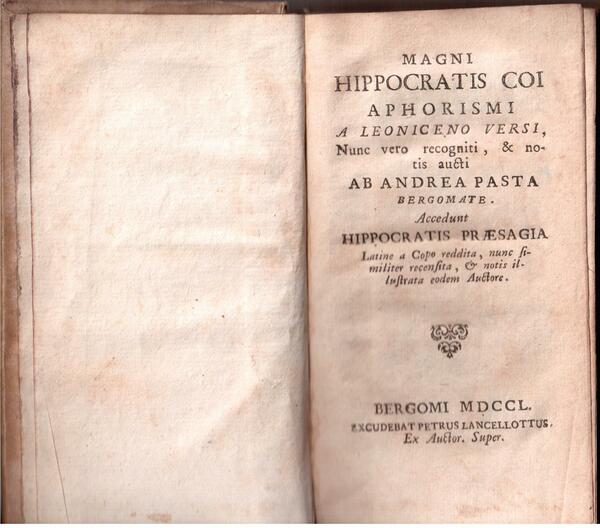 MAGNI
HIPPOCRATIS COI
APHORISMI
A LEONICENO VERSI,
Nunc vero recogniti, & no-
tis aucti
AB ANDREA PASTA
BERGOMATE.
Accedunt
HIPPOCRATIS PRÆSAGIA
Latine a Copo reddita, nunc ſi-
militer recenſita, & notis il-
luſtrata eodem Auctore.
BERGOMI MDCCL.
EXCUDEBAT PETRUS LANCELLOTTUS.
Ex Auctor. Super.